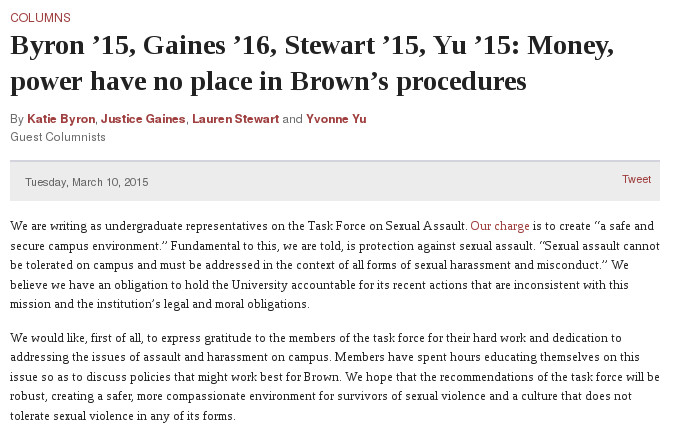 COLUMNS
Byron ’15, Gaines ’16, Stewart ’15, Yu ’15: Money,
power have no place in Brown’s procedures
By Katie Byron, Justice Gaines, Lauren Stewart and Yvonne Yu
Guest Columnists
Tuesday, March 10, 2015
Tweet
We are writing as undergraduate representatives on the Task Force on Sexual Assault. Our charge is to create “a safe and
secure campus environment.” Fundamental to this, we are told, is protection against sexual assault. “Sexual assault cannot
be tolerated on campus and must be addressed in the context of all forms of sexual harassment and misconduct.” We
believe we have an obligation to hold the University accountable for its recent actions that are inconsistent with this
mission and the institution’s legal and moral obligations.
We would like, first of all, to express gratitude to the members of the task force for their hard work and dedication to
addressing the issues of assault and harassment on campus. Members have spent hours educating themselves on this
issue so as to discuss policies that might work best for Brown. We hope that the recommendations of the task force will be
robust, creating a safer, more compassionate environment for survivors of sexual violence and a culture that does not
tolerate sexual violence in any of its forms.